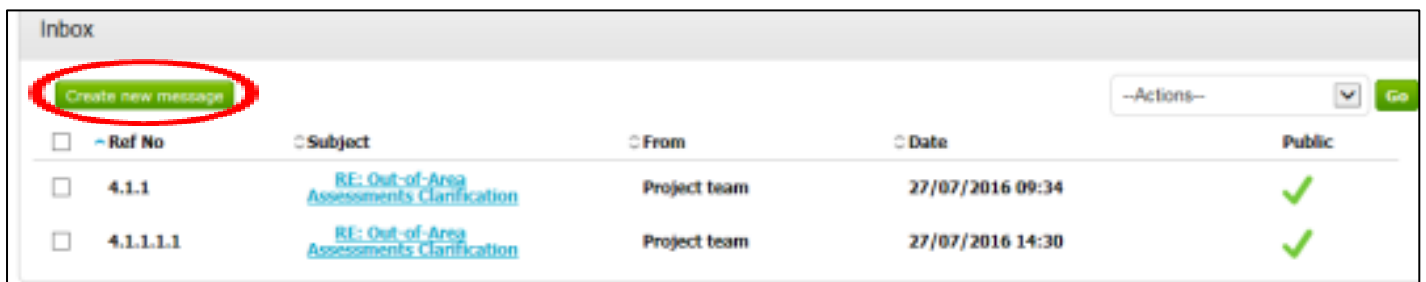 Inbox
Create new message
--Actions--
Go
Ref No Subject From Date Public
4.1.1 RE: Out-of-Area Project team 27/07/2016 09:34
Assessments Clarification
4.1.1.1.1 RE: Out-of-Area Project team 27/07/2016 14:30
Assessments Clarification